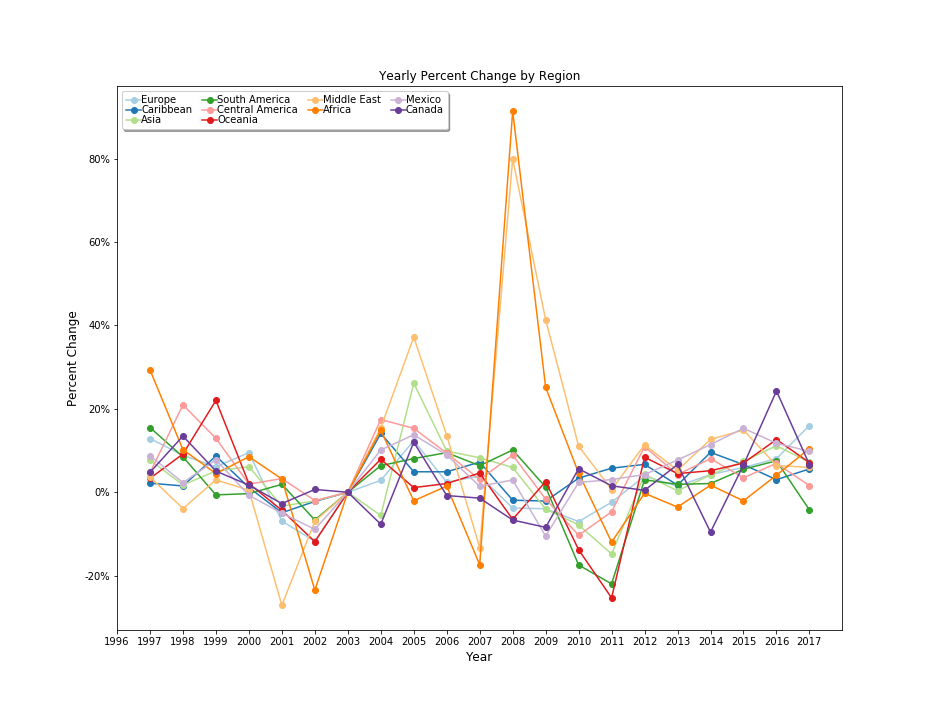 Yearly Percent Change by Region
Europe South America Middle East Mexico
Caribbean Central America Africa Canada
Asia Oceania
80%
60%
40%
20%
0%
-20%
Percent Change
1996 1997 1998 1999 2000 2001 2002 2003 2004 2005 2006 2007 2008 2009 2010 2011 2012 2013 2014 2015 2016 2017
Year